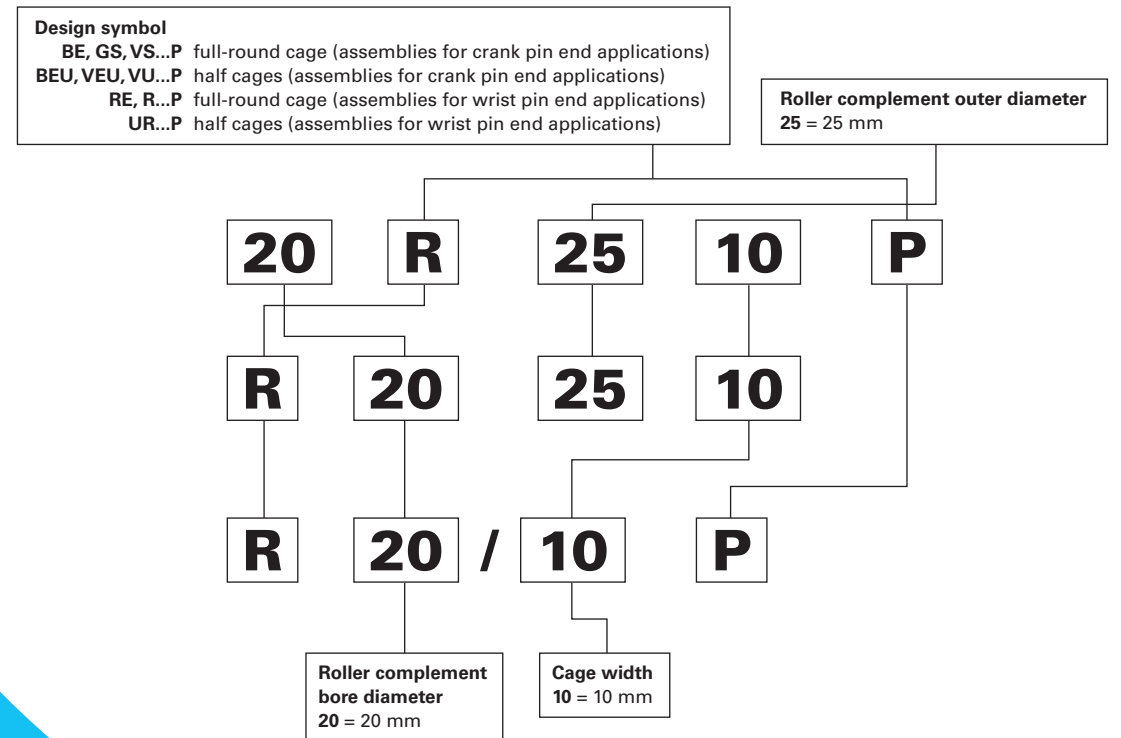 Design symbol
BE, GS, VS...P full-round cage (assemblies for crank pin end applications)
BEU, VEU, VU...P half cages (assemblies for crank pin end applications)
RE, R...P full-round cage (assemblies for wrist pin end applications)
UR...P half cages (assemblies for wrist pin end applications)
Roller complement outer diameter
25 = 25 mm
20 R 25 10 P
R 20 25 10
R 20 / 10 P
Roller complement
bore diameter
20 = 20 mm
Cage width
10 = 10 mm